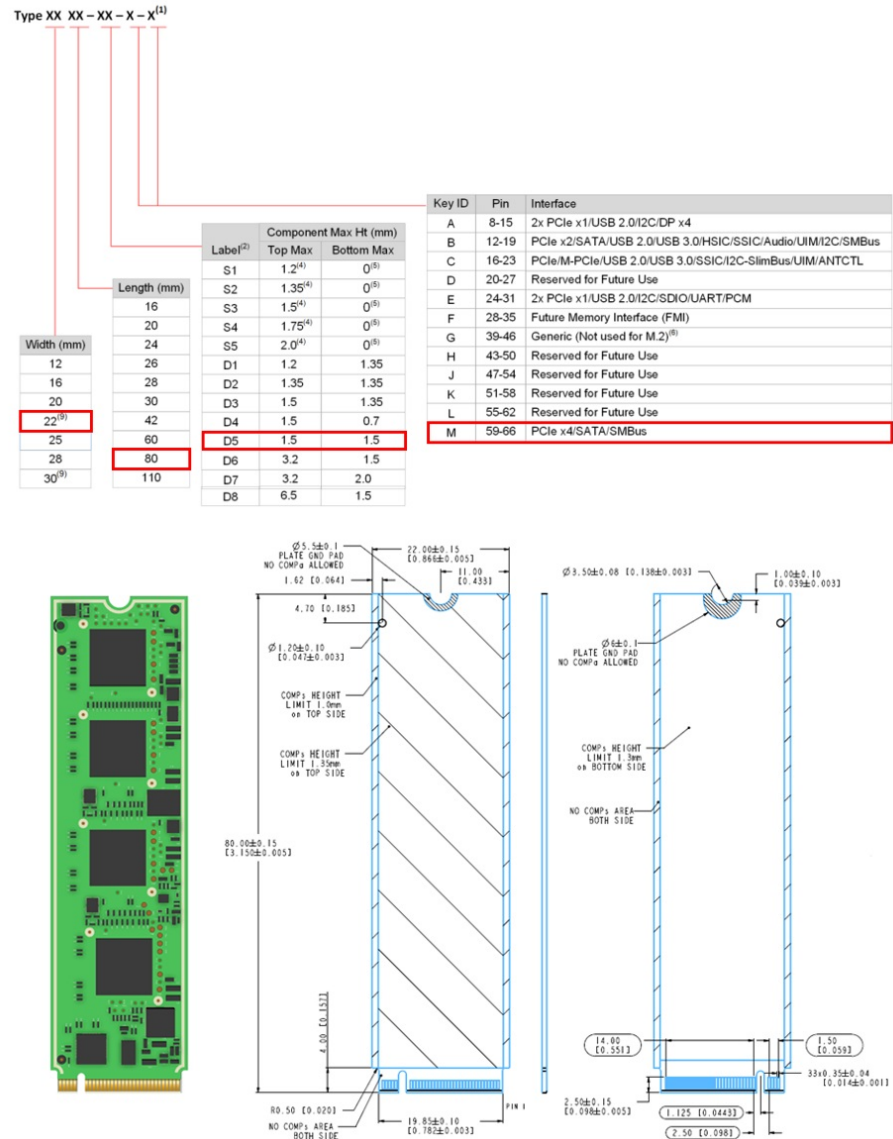 Type XX XX – XX – X – X(1)
Key ID Pin Interface
A 8-15 2x PCIe x1/USB 2.0/I2C/DP x4
B 12-19 PCIe x2/SATA/USB 2.0/USB 3.0/HSIC/SSIC/Audio/UIM/I2C/SMBus
C 16-23 PCIe/M-PCIe/USB 2.0/USB 3.0/SSIC/I2C-SlimBus/UIM/ANTCTL
D 20-27 Reserved for Future Use
E 24-31 2x PCIe x1/USB 2.0/I2C/SDIO/UART/PCM
F 28-35 Future Memory Interface (FMI)
G 39-46 Generic (Not used for M.2)(6)
H 43-50 Reserved for Future Use
J 47-54 Reserved for Future Use
K 51-58 Reserved for Future Use
L 55-62 Reserved for Future Use
M 59-66 PCIe x4/SATA/SMBus
Component Max Ht (mm)
Label(2) Top Max Bottom Max
S1 1.2(4) 0(5)
S2 1.35(4) 0(5)
S3 1.5(4) 0(5)
S4 1.75(4) 0(5)
S5 2.0(4) 0(5)
D1 1.2 1.35
D2 1.35 1.35
D3 1.5 1.35
D4 1.5 0.7
D5 1.5 1.5
D6 3.2 1.5
D7 3.2 2.0
D8 6.5 1.5
Length (mm)
16
20
24
26
28
30
42
60
80
110
Width (mm)
12
16
20
22(9)
25
28
30(9)
Ø5.5±0.1
PLATE GND PAD
NO COMPa ALLOWED
22.00±0.15
[0.866±0.005]
11.00
[0.433]
1.62 [0.064]
4.70 [0.185]
Ø1.20±0.10
[0.047±0.003]
COMPs HEIGHT
LIMIT 1.0mm
on TOP SIDE
COMPs HEIGHT
LIMIT 1.35mm
on TOP SIDE
80.00±0.15
[3.150±0.005]
4.00 [0.157]
R0.50 [0.020]
NO COMPs AREA
BOTH SIDE
19.85±0.10
[0.782±0.003]
PIN 1
Ø3.50±0.08 [0.138±0.003]
1.00±0.10
[0.039±0.003]
Ø6±0.1
PLATE GND PAD
NO COMPa ALLOWED
COMPs HEIGHT
LIMIT 1.3mm
on BOTTOM SIDE
NO COMPs AREA
BOTH SIDE
14.00
[0.551]
1.50
[0.059]
33x0.35±0.04
[0.014±0.001]
2.50±0.15
[0.098±0.005]
1.125 [0.0443]
2.50 [0.098]